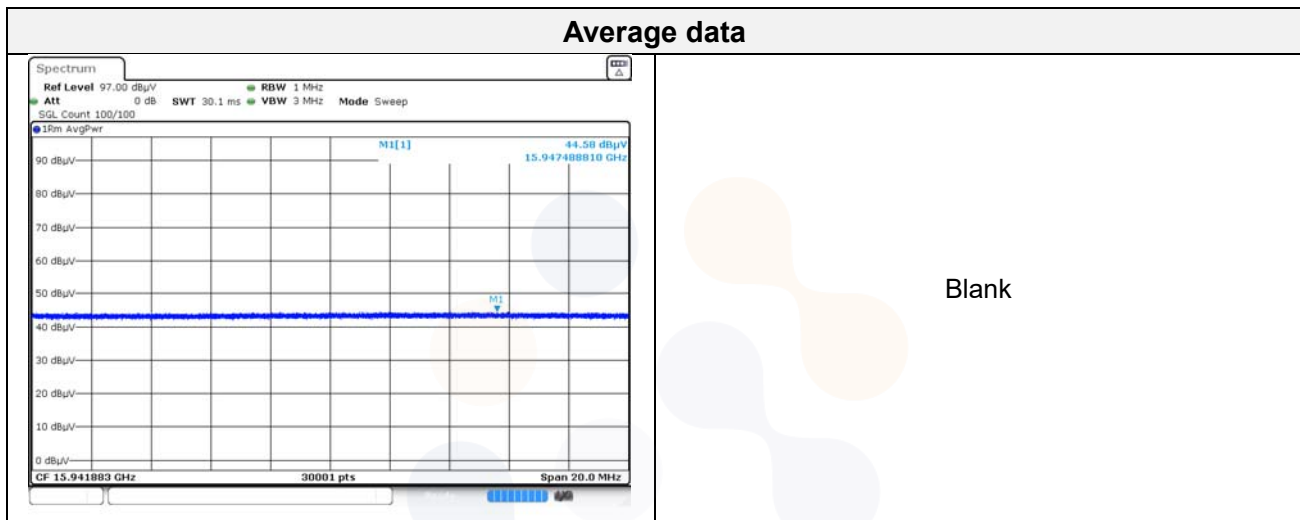 Average data
Spectrum
Ref Level 97.00 dBµV RBW 1 MHz
Att 0 dB SWT 30.1 ms VBW 3 MHz Mode Sweep
SGL Count 100/100
1Rm AvgPwr
M1[1] 44.58 dBµV
15.947488810 GHz
90 dBµV
80 dBµV
70 dBµV
60 dBµV
50 dBµV
M1
40 dBµV
30 dBµV
20 dBµV
10 dBµV
0 dBµV
CF 15.941883 GHz 30001 pts Span 20.0 MHz
Blank